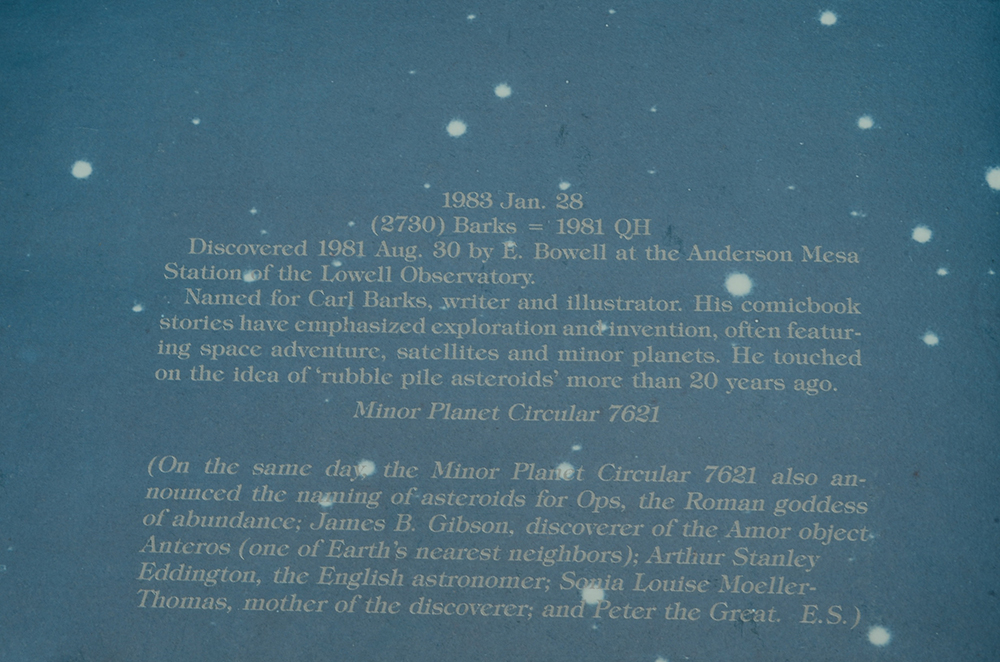 1983 Jan. 28
(2730) Barks = 1981 QH
Discovered 1981 Aug. 30 by E. Bowell at the Anderson Mesa
Station of the Lowell Observatory.
Named for Carl Barks, writer and illustrator. His comicbook
stories have emphasized exploration and invention, often featur-
ing space adventure, satellites and minor planets. He touched
on the idea of ‘rubble pile asteroids’ more than 20 years ago.
Minor Planet Circular 7621
(On the same day, the Minor Planet Circular 7621 also an-
nounced the naming of asteroids for Ops, the Roman goddess
of abundance; James B. Gibson, discoverer of the Amor object
Anteros (one of Earth's nearest neighbors); Arthur Stanley
Eddington, the English astronomer; Sonia Louise Moeller-
Thomas, mother of the discoverer; and Peter the Great. E.S.)